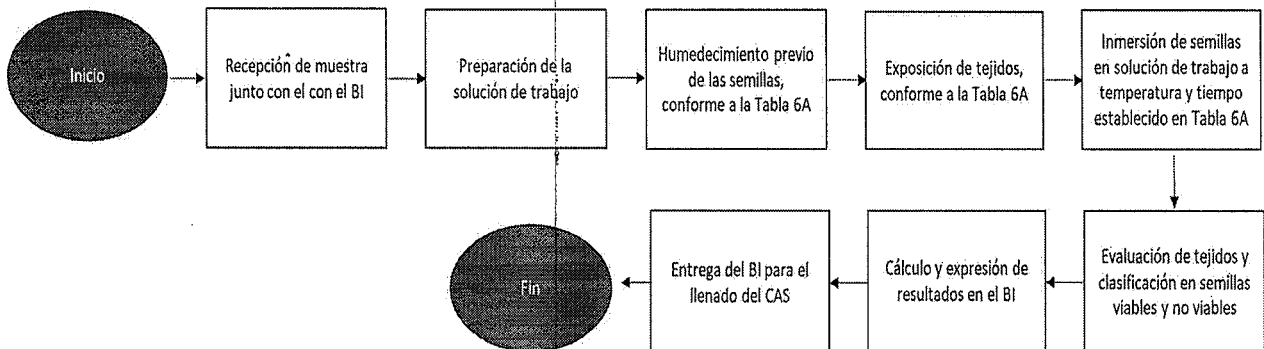 Inicio
Recepción de muestra
junto con el con el BI
Preparación de la
solución de trabajo
Humedecimiento previo
de las semillas,
conforme a la Tabla 6A
Exposición de tejidos,
conforme a la Tabla 6A
Inmersión de semillas
en solución de trabajo a
temperatura y tiempo
establecido en Tabla 6A
Evaluación de tejidos y
clasificación en semillas
viables y no viables
Cálculo y expresión de
resultados en el BI
Entrega del BI para el
llenado del CAS
Fin